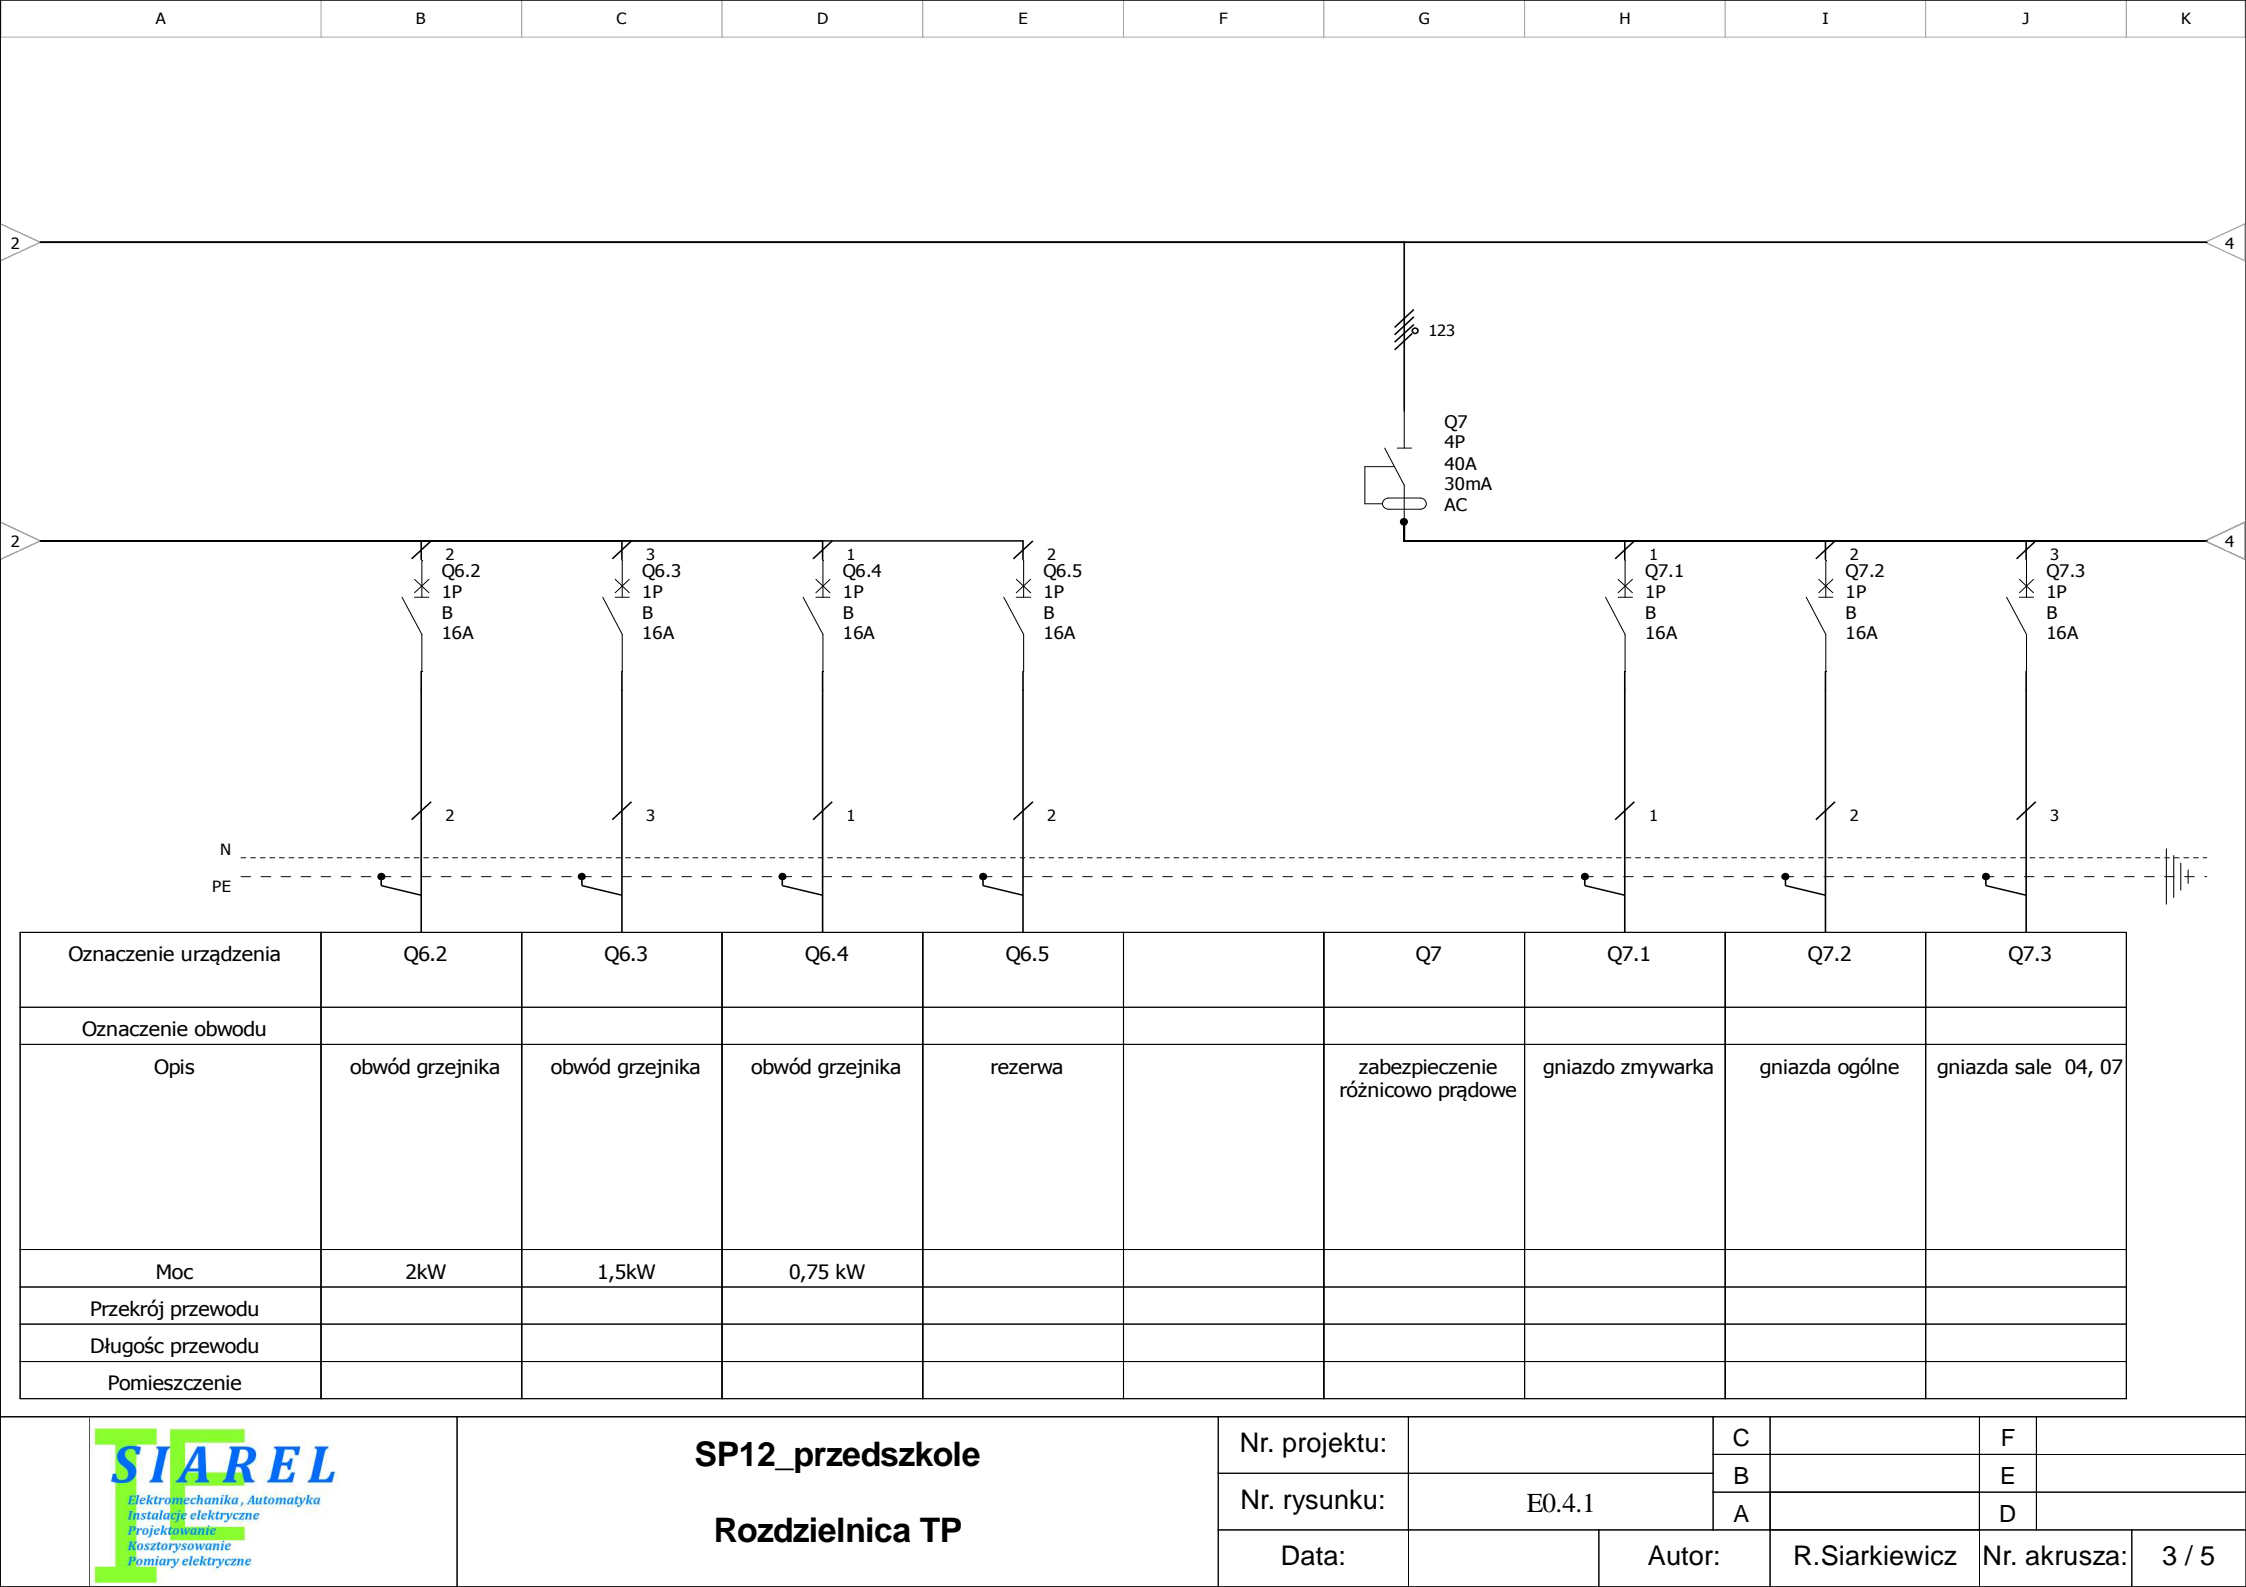 A B C D E F G H I J K
2 4
123
Q7
4P
40A
30mA
AC
2 4
2 3 1 2 1 2 3
Q6.2 Q6.3 Q6.4 Q6.5 Q7.1 Q7.2 Q7.3
1P 1P 1P 1P 1P 1P 1P
B B B B B B B
16A 16A 16A 16A 16A 16A 16A
2 3 1 2 1 2 3
N
PE
Oznaczenie urządzenia Q6.2 Q6.3 Q6.4 Q6.5 Q7 Q7.1 Q7.2 Q7.3
Oznaczenie obwodu
Opis obwód grzejnika obwód grzejnika obwód grzejnika rezerwa zabezpieczenie gniazdo zmywarka gniazda ogólne gniazda sale 04, 07
różnicowo prądowe
Moc 2kW 1,5kW 0,75 kW
Przekrój przewodu
Długośc przewodu
Pomieszczenie
SIAREL
Elektromechanika , Automatyka
Instalacje elektryczne
Projektowanie
Kosztorysowanie
Pomiary elektryczne
SP12_przedszkole
Rozdzielnica TP
Nr. projektu: C F
B E
Nr. rysunku: E0.4.1 A D
Data: Autor: R.Siarkiewicz Nr. akrusza: 3 / 5